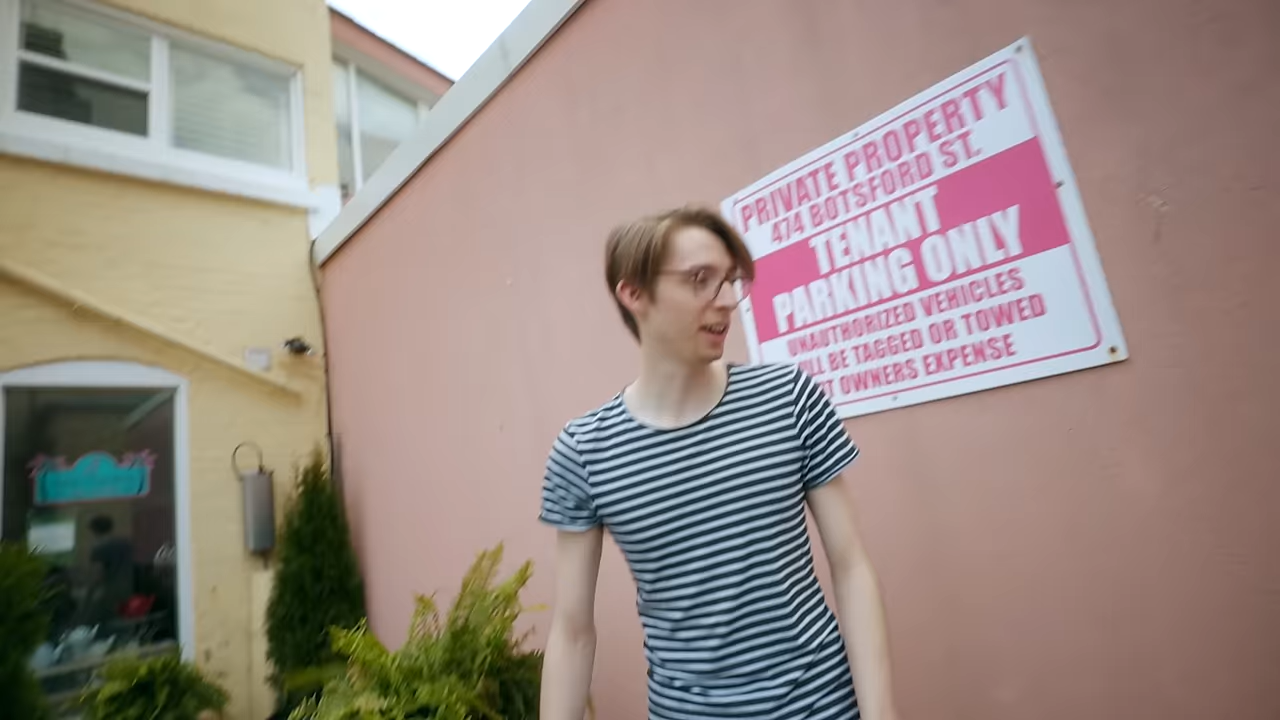 PRIVATE PROPERTY
474 BOTSFORD ST.
TENANT
PARKING ONLY
UNAUTHORIZED VEHICLES
BE TAGGED OR TOWED
OWNERS EXPENSE